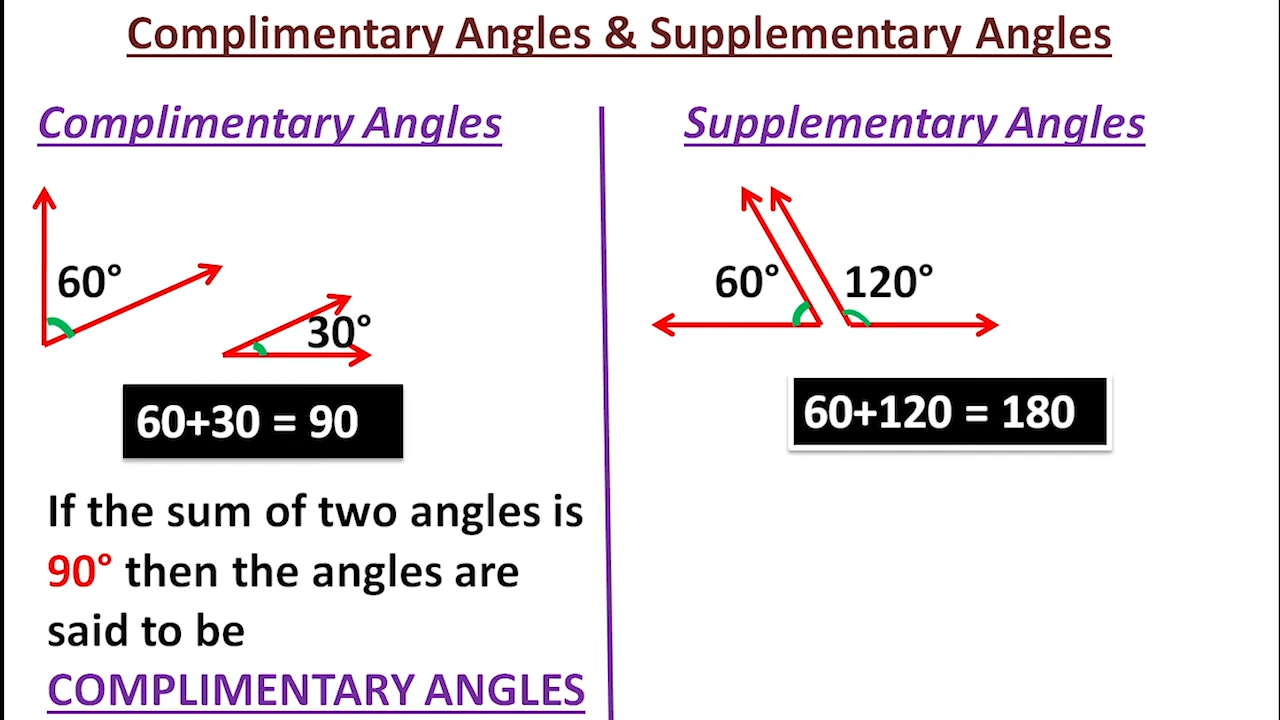 Complimentary Angles & Supplementary Angles
Complimentary Angles
60°
30°
60+30 = 90
If the sum of two angles is
90° then the angles are
said to be
COMPLIMENTARY ANGLES
Supplementary Angles
60°
120°
60+120 = 180